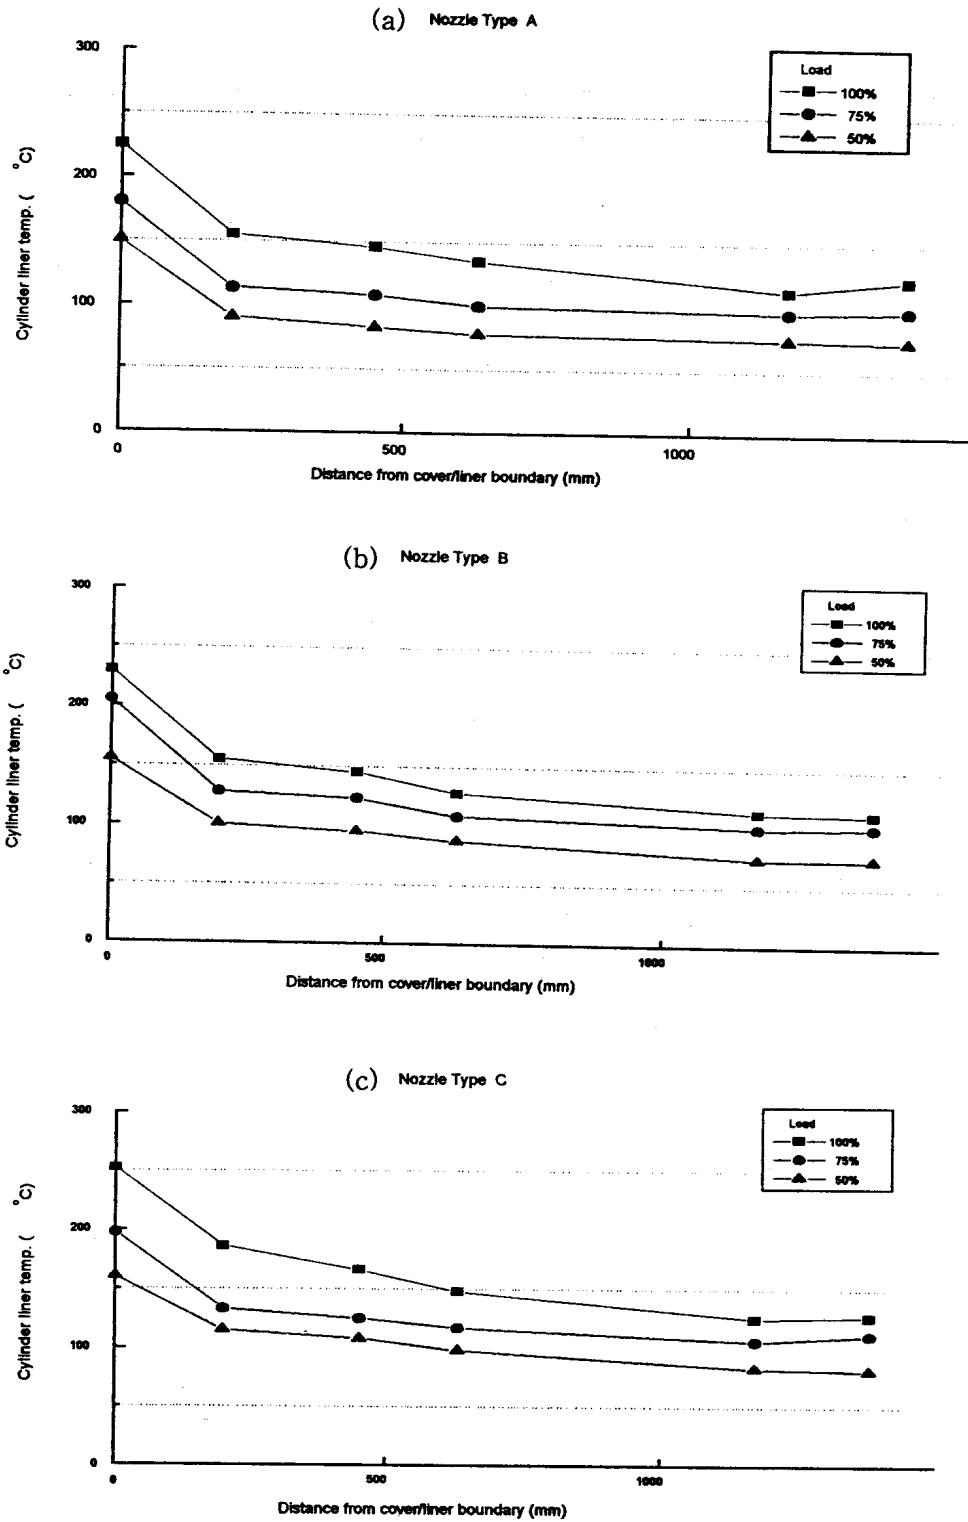 (a) Nozzle Type A
300
200
100
0
Cylinder liner temp. ( °C)
Load
100%
75%
50%
0 500 1000
Distance from cover/liner boundary (mm)
(b) Nozzle Type B
300
200
100
0
Cylinder liner temp. ( °C)
Load
100%
75%
50%
0 500 1000
Distance from cover/liner boundary (mm)
(c) Nozzle Type C
300
200
100
0
Cylinder liner temp. ( °C)
Load
100%
75%
50%
0 500 1000
Distance from cover/liner boundary (mm)